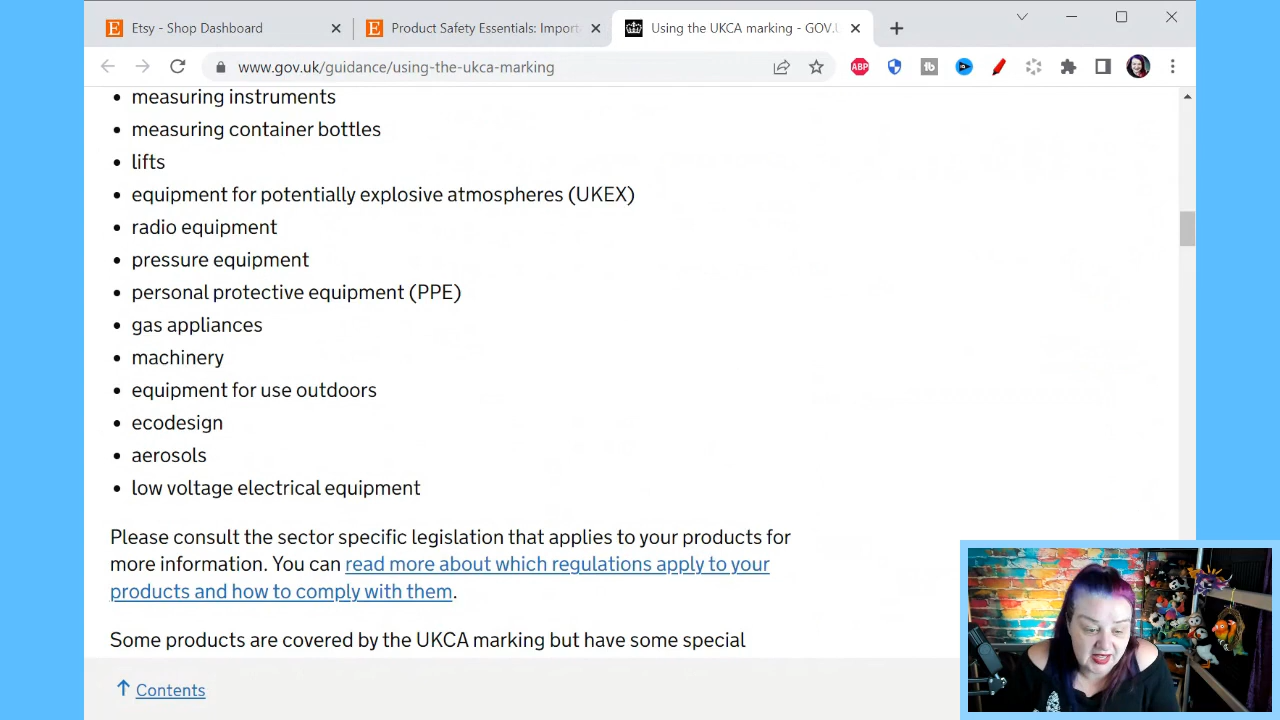 Etsy - Shop Dashboard
Product Safety Essentials: Import
Using the UKCA marking - GOV.U
www.gov.uk/guidance/using-the-ukca-marking
ABP
tb
• measuring instruments
• measuring container bottles
• lifts
• equipment for potentially explosive atmospheres (UKEX)
• radio equipment
• pressure equipment
• personal protective equipment (PPE)
• gas appliances
• machinery
• equipment for use outdoors
• ecodesign
• aerosols
• low voltage electrical equipment
Please consult the sector specific legislation that applies to your products for
more information. You can read more about which regulations apply to your
products and how to comply with them.
Some products are covered by the UKCA marking but have some special
↑ Contents